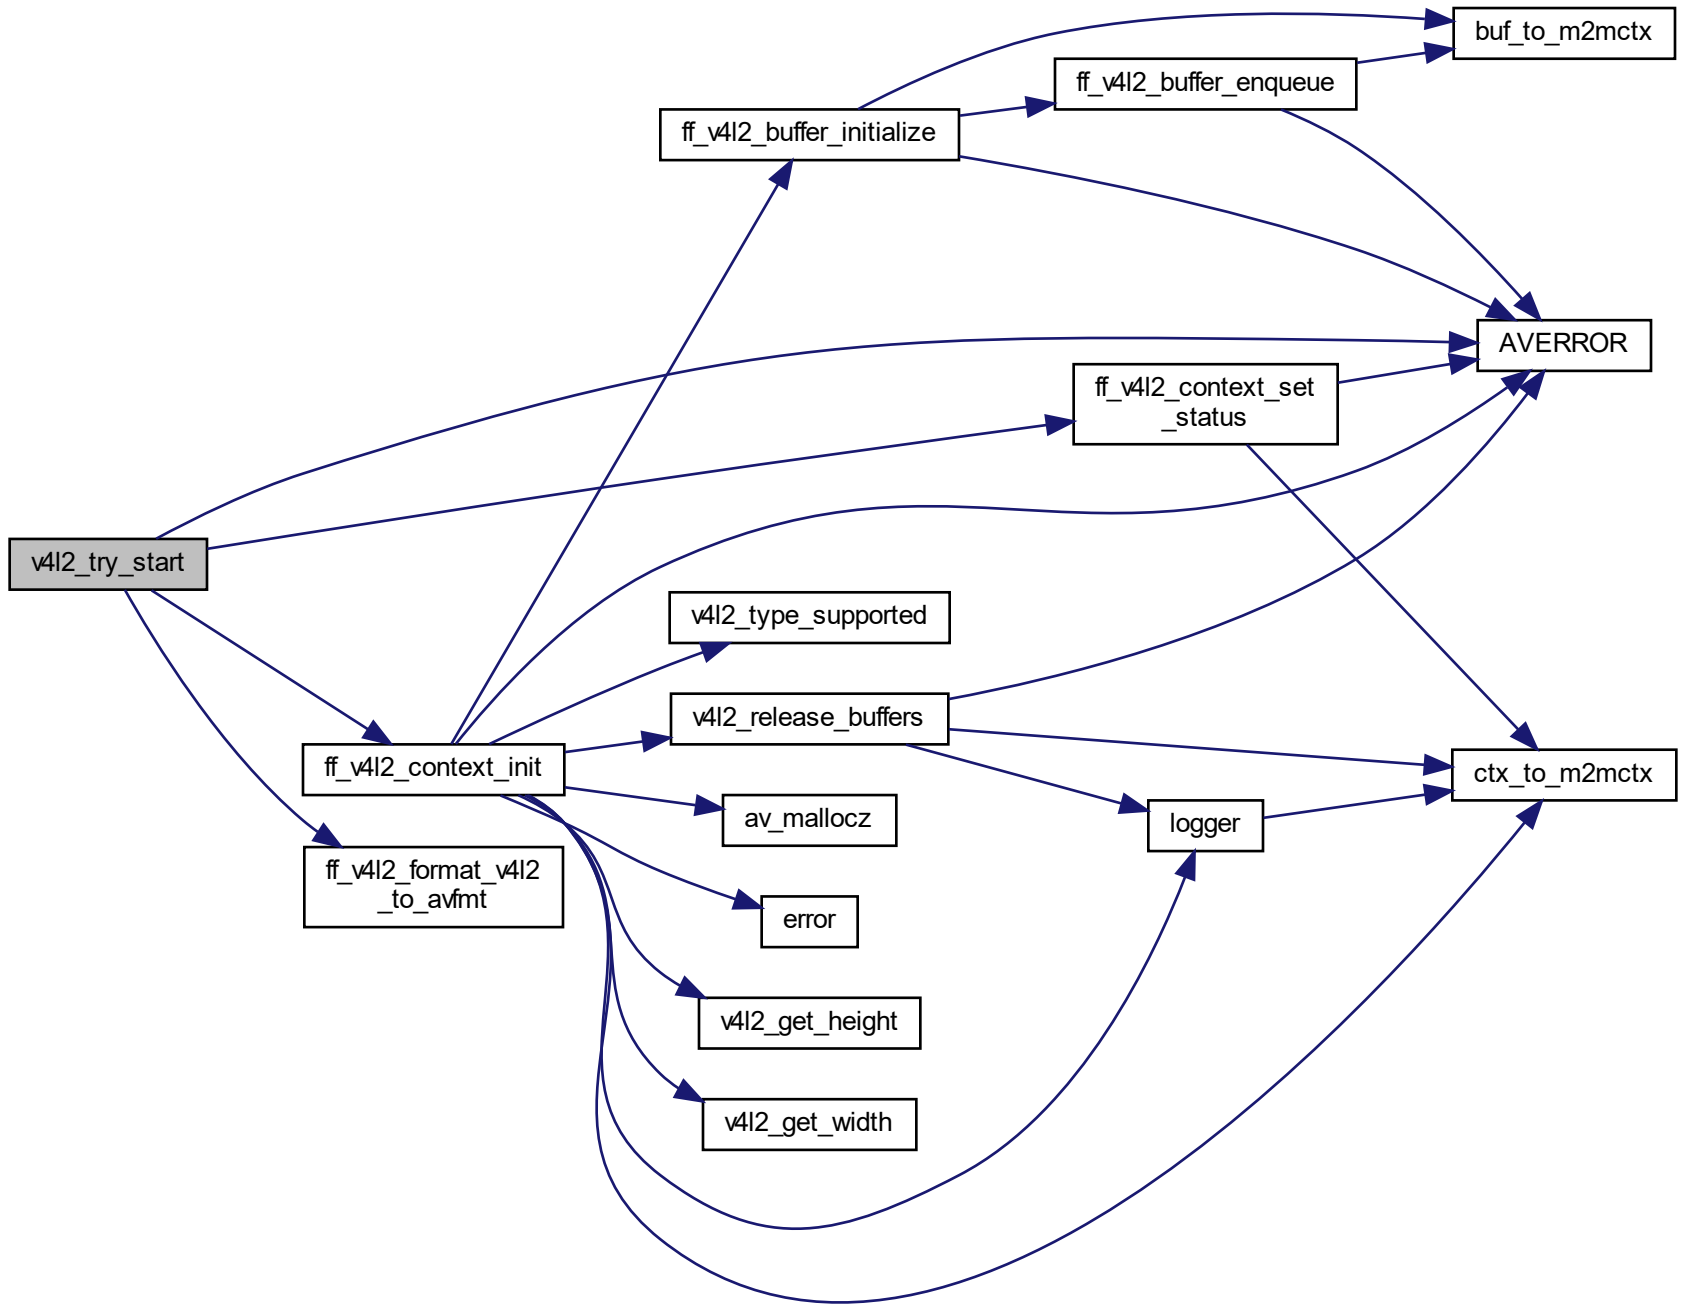 buf_to_m2mctx
ff_v4l2_buffer_enqueue
ff_v4l2_buffer_initialize
AVERROR
ff_v4l2_context_set
_status
v4l2_try_start
v4l2_type_supported
v4l2_release_buffers
ff_v4l2_context_init
ctx_to_m2mctx
av_mallocz
logger
ff_v4l2_format_v4l2
_to_avfmt
error
v4l2_get_height
v4l2_get_width